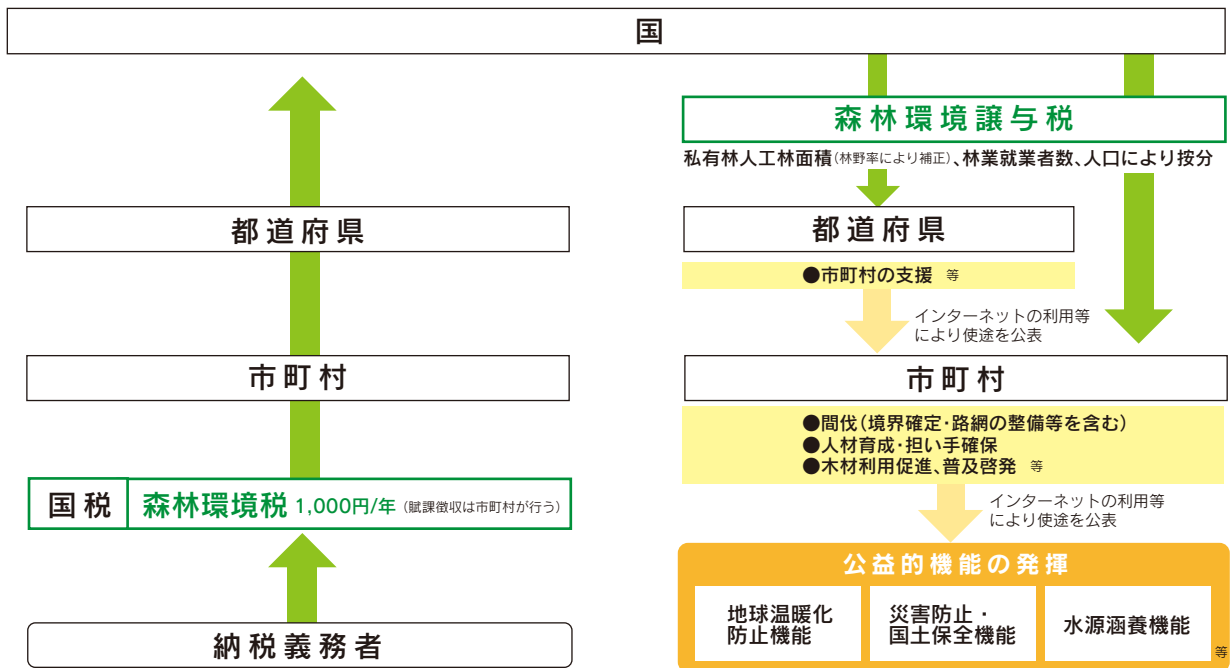 国
都道府県
市町村
国税 森林環境税 1,000円/年 (賦課徴収は市町村が行う)
納税義務者
森林環境譲与税
私有林人工林面積(林野率により補正)、林業就業者数、人口により按分
都道府県
●市町村の支援 等
インターネットの利用等
により使途を公表
市町村
●間伐(境界確定・路網の整備等を含む)
●人材育成・担い手確保
●木材利用促進、普及啓発 等
インターネットの利用等
により使途を公表
公益的機能の発揮
地球温暖化
防止機能
災害防止・
国土保全機能
水源涵養機能
等